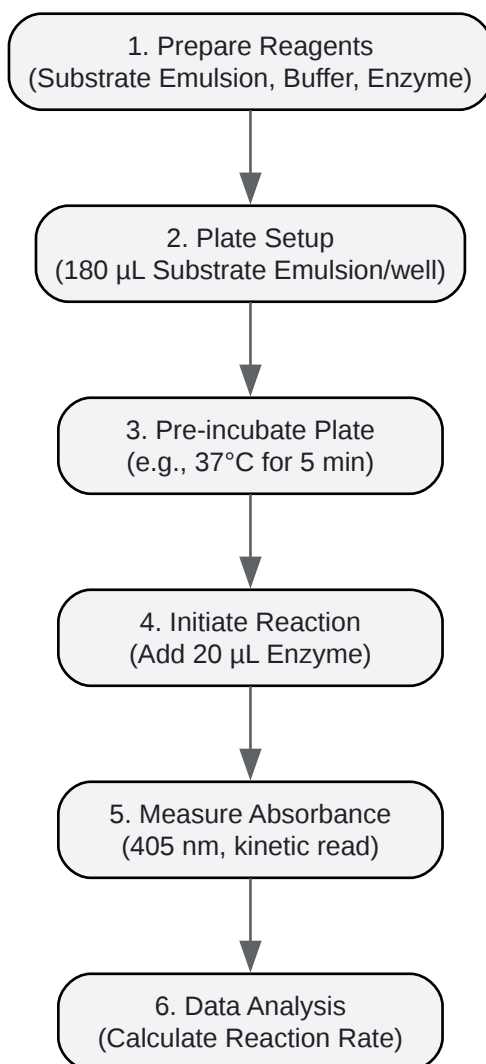 1. Prepare Reagents
(Substrate Emulsion, Buffer, Enzyme)
2. Plate Setup
(180 µL Substrate Emulsion/well)
3. Pre-incubate Plate
(e.g., 37°C for 5 min)
4. Initiate Reaction
(Add 20 µL Enzyme)
5. Measure Absorbance
(405 nm, kinetic read)
6. Data Analysis
(Calculate Reaction Rate)